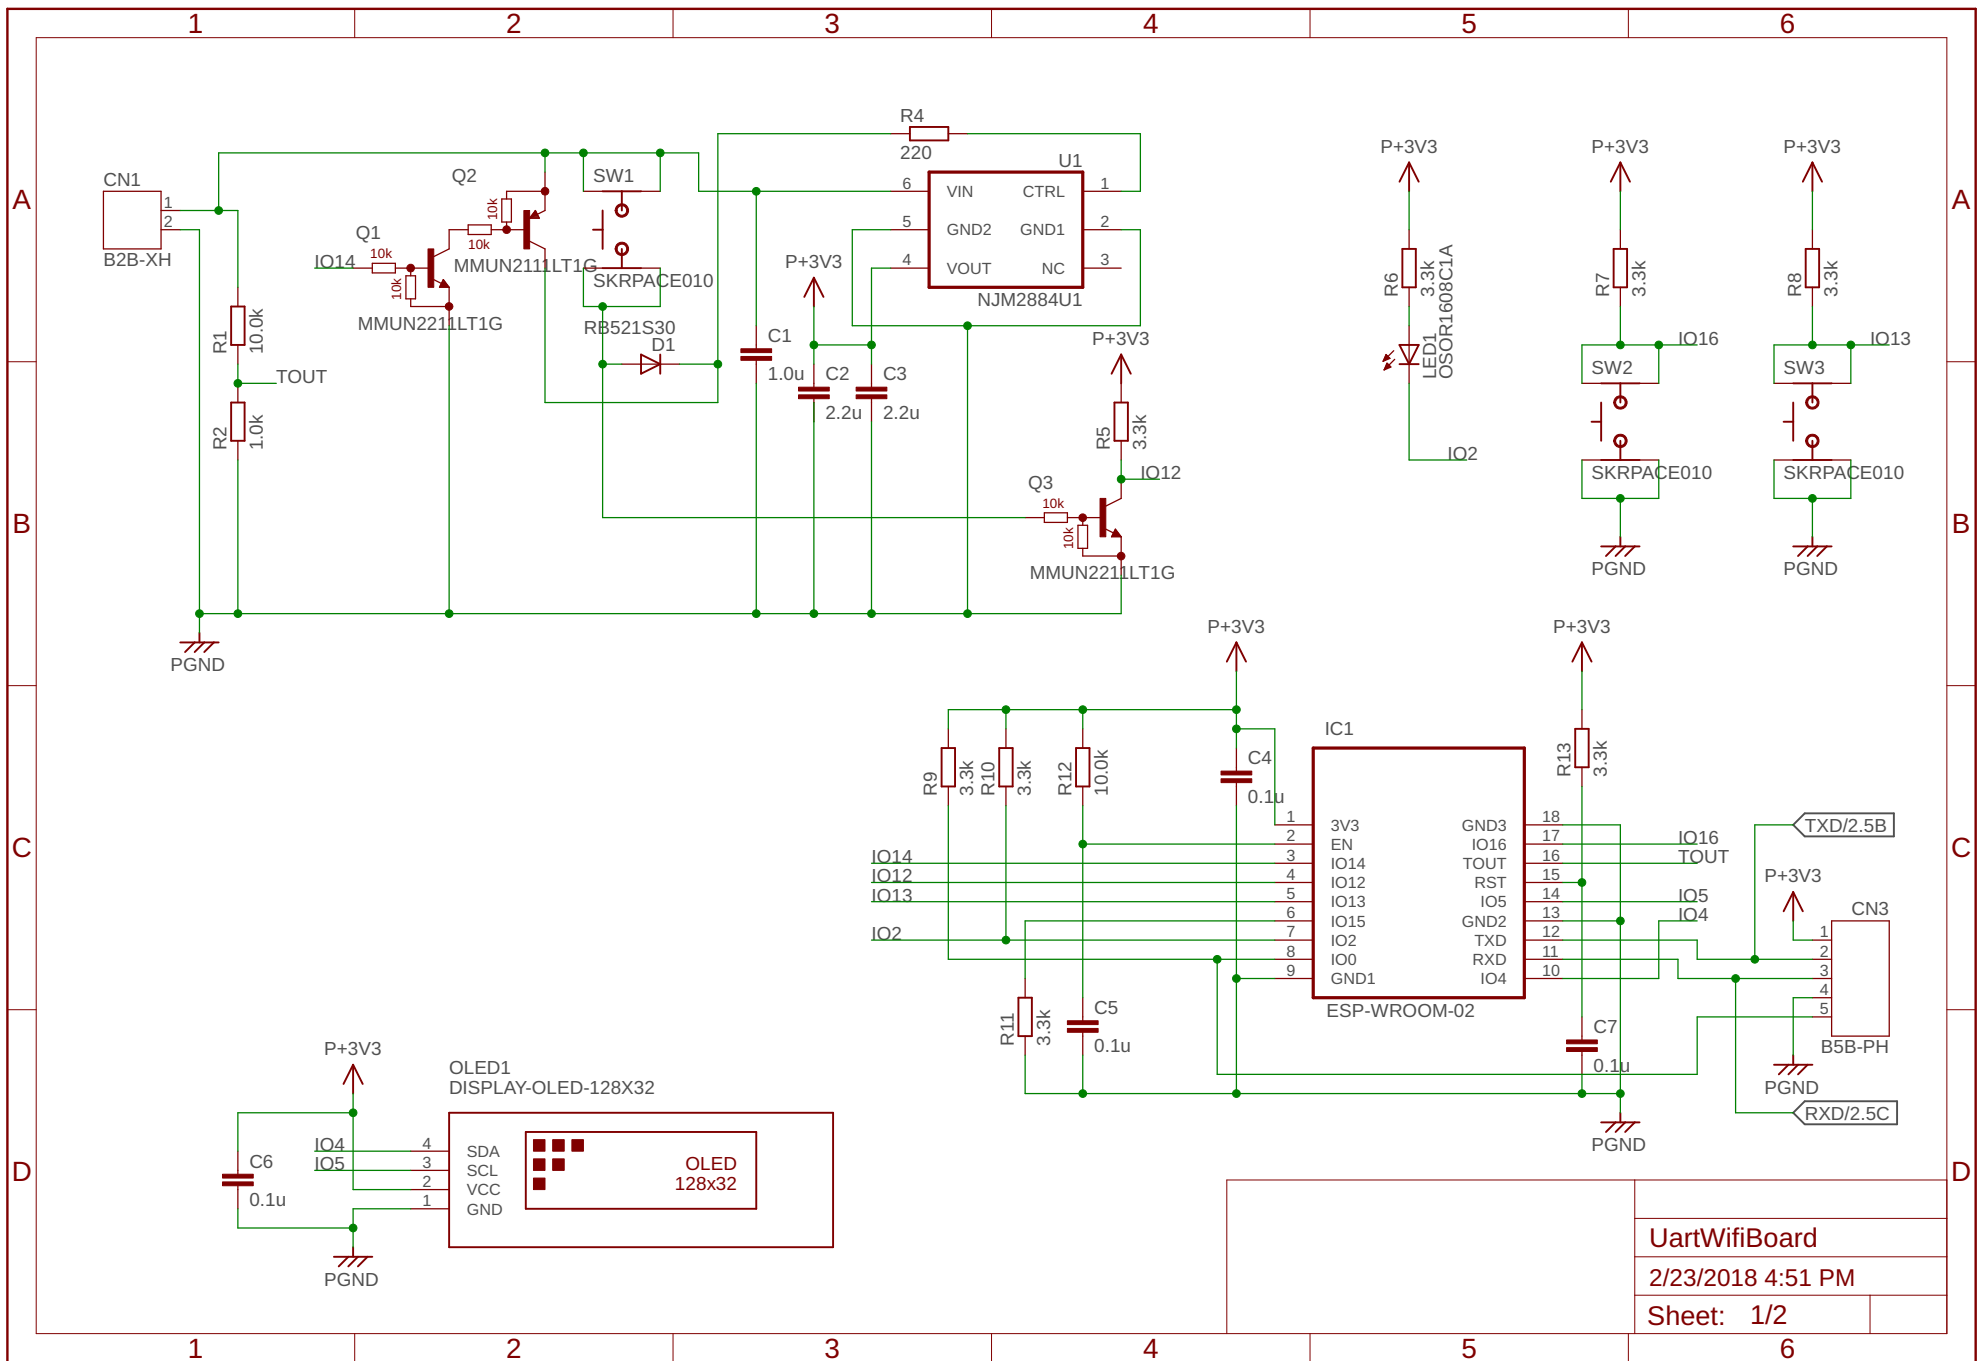 1 2 3 4 5 6
A
A
R4
220
U1
CN1
1
2
B2B-XH
Q2
10k
10k
MMUN2111LT1G
SW1
SKRPACE010
Q1
10k
10k
IO14
MMUN2211LT1G
6 VIN CTRL 1
5 GND2 GND1 2
4 VOUT NC 3
NJM2884U1
P+3V3
RB521S30
D1
R1
10.0k
TOUT
R2
1.0k
C1
1.0u
C2
2.2u
C3
2.2u
P+3V3
R5
3.3k
IO12
Q3
10k
10k
MMUN2211LT1G
PGND
P+3V3
R6
3.3k
LED1
OSOR1608C1A
IO2
P+3V3
R7
3.3k
IO16
SW2
SKRPACE010
PGND
P+3V3
R8
3.3k
IO13
SW3
SKRPACE010
PGND
B
B
P+3V3
P+3V3
R9
3.3k
R10
3.3k
R12
10.0k
C4
0.1u
IC1
R13
3.3k
1 3V3 GND3 18
2 EN IO16 17 IO16
IO14 3 IO14 TOUT 16 TOUT
IO12 4 IO12 RST 15
IO13 5 IO13 IO5 14 IO5
6 IO15 GND2 13 IO4
IO2 7 IO2 TXD 12
8 IO0 RXD 11
9 GND1 IO4 10
ESP-WROOM-02
R11
3.3k
C5
0.1u
C7
0.1u
PGND
TXD/2.5B
P+3V3
CN3
1
2
3
4
5
B5B-PH
PGND
RXD/2.5C
C
C
P+3V3
OLED1
DISPLAY-OLED-128X32
C6
0.1u
IO4 4 SDA
IO5 3 SCL
2 VCC
1 GND
OLED
128x32
PGND
D
D
UartWifiBoard
2/23/2018 4:51 PM
Sheet: 1/2
1 2 3 4 5 6